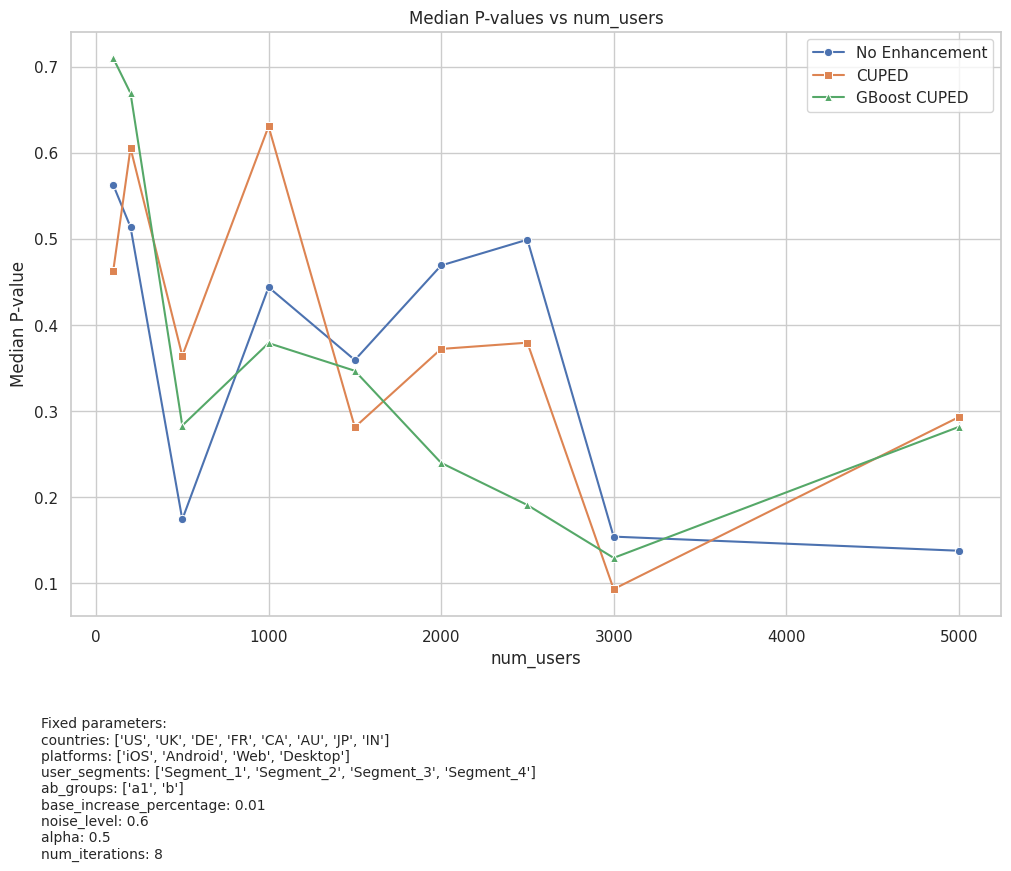 Median P-values vs num_users
No Enhancement
CUPED
GBoost CUPED
Median P-value
0.7
0.6
0.5
0.4
0.3
0.2
0.1
0
1000
2000
3000
4000
5000
num_users
Fixed parameters:
countries: ['US', 'UK', 'DE', 'FR', 'CA', 'AU', 'JP', 'IN']
platforms: ['iOS', 'Android', 'Web', 'Desktop']
user_segments: ['Segment_1', 'Segment_2', 'Segment_3', 'Segment_4']
ab_groups: ['a1', 'b']
base_increase_percentage: 0.01
noise_level: 0.6
alpha: 0.5
num_iterations: 8